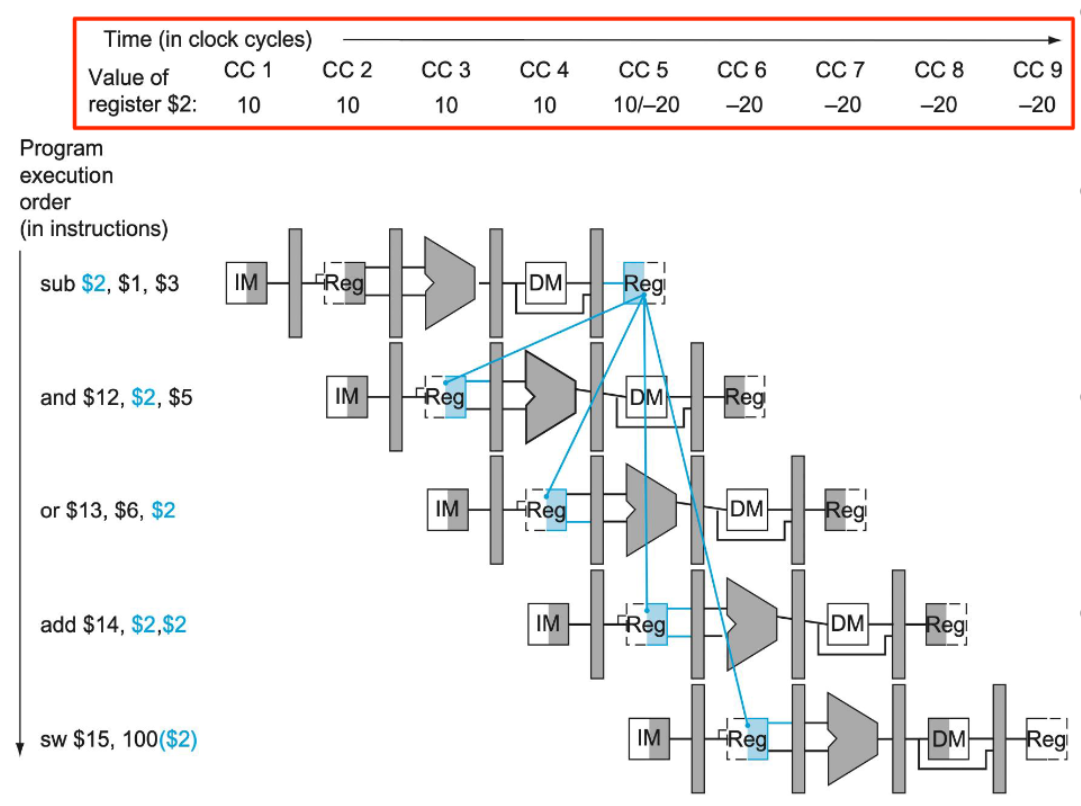 Time (in clock cycles)
CC 1 CC 2 CC 3 CC 4 CC 5 CC 6 CC 7 CC 8 CC 9
Value of
register $2: 10 10 10 10 10/–20 –20 –20 –20 –20
Program
execution
order
(in instructions)
sub $2, $1, $3 IM Reg DM Reg
and $12, $2, $5 IM Reg DM Reg
or $13, $6, $2 IM Reg DM Reg
add $14, $2,$2 IM Reg DM Reg
sw $15, 100($2) IM Reg DM Reg